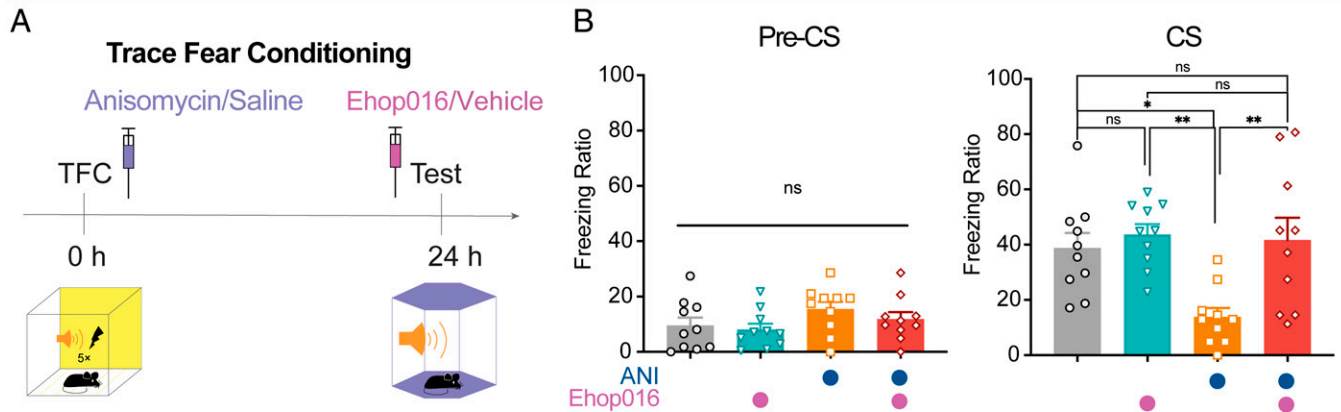 A
Trace Fear Conditioning
Anisomycin/Saline
Ehop016/Vehicle
TFC
Test
0 h
24 h
5×
B
Pre-CS
Freezing Ratio
100
80
60
40
20
0
ns
ANI
Ehop016
CS
Freezing Ratio
100
80
60
40
20
0
ns
ns
*
ns
**
**